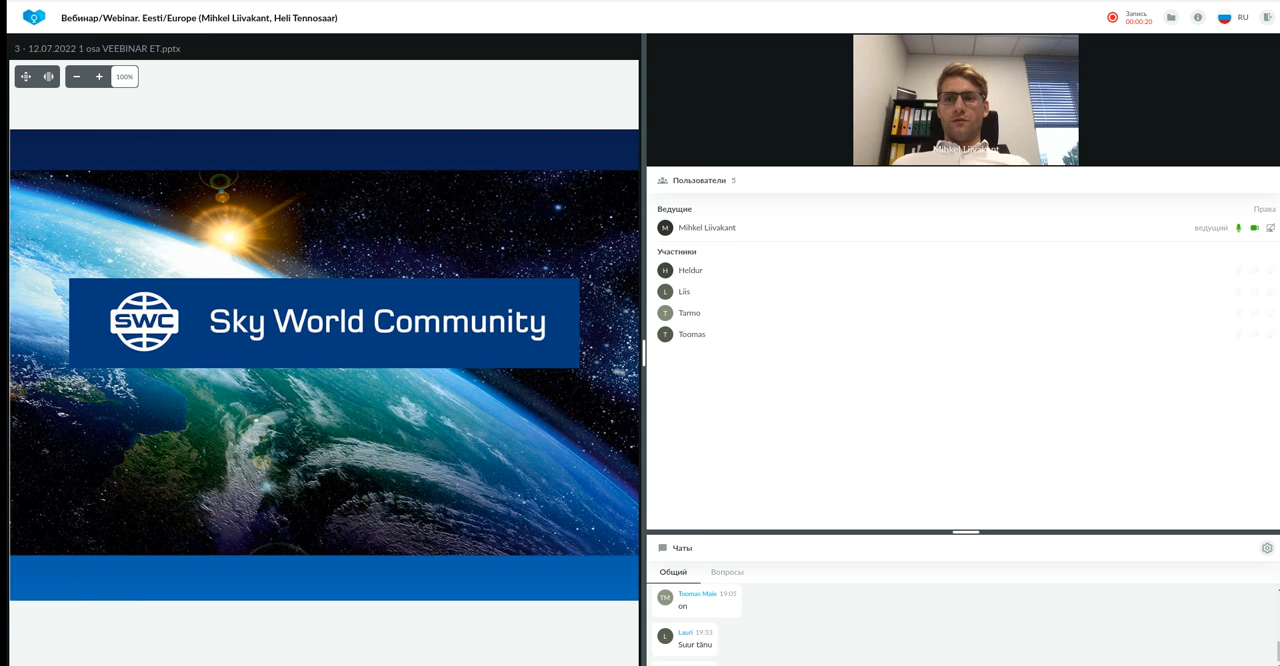 Вебинар/Webinar. Eesti/Europe (Mihkel Liivakant, Heli Tennosaar)
Запись
00:00:20
RU
3 - 12.07.2022 1 osa VEEBINAR ET.pptx
100%
SWC Sky World Community
Mihkel Liivakant
Пользователи 5
Ведущие Права
M Mihkel Liivakant ведущий
Участники
H Heldur
L Liis
T Tarmo
T Toomas
Чаты
Общий Вопросы
TM Toomas Maie 19:05
on
L Lauri 19:33
Suur tänu